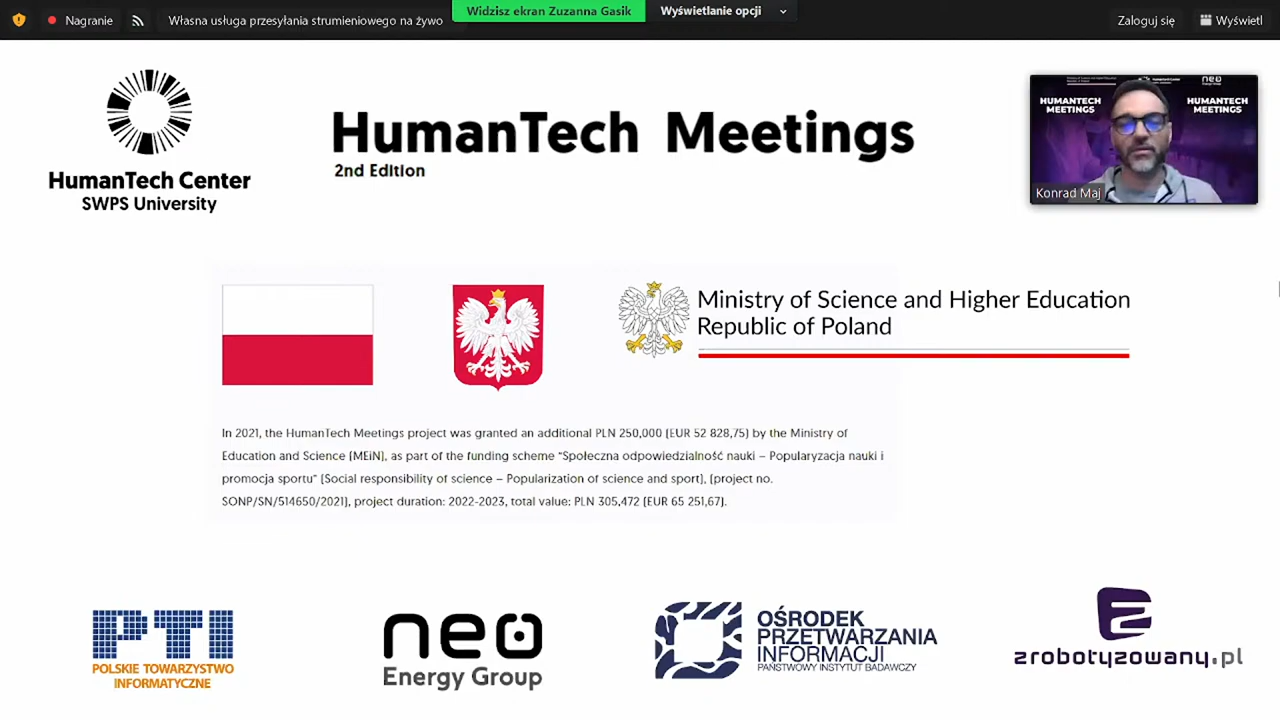 Nagranie
Własna usługa przesyłania strumieniowego na żywo
Widzisz ekran Zuzanna Gasik
Wyświetlanie opcji
Zaloguj się
Wyświetl
HumanTech Center
SWPS University
HumanTech Meetings
2nd Edition
neo
HUMANTECH
MEETINGS
HUMANTECH
MEETINGS
Konrad Maj
Ministry of Science and Higher Education
Republic of Poland
In 2021, the HumanTech Meetings project was granted an additional PLN 250,000 (EUR 52 828,75) by the Ministry of
Education and Science (MEiN), as part of the funding scheme "Społeczna odpowiedzialność nauki – Popularyzacja nauki i
promocja sportu" [Social responsibility of science – Popularization of science and sport], (project no.
SONP/SN/514650/2021), project duration: 2022-2023, total value: PLN 305,472 (EUR 65 251,67).
PTI
POLSKIE TOWARZYSTWO
INFORMATYCZNE
neo
Energy Group
OŚRODEK
PRZETWARZANIA
INFORMACJI
PAŃSTWOWY INSTYTUT BADAWCZY
zrobotyzowany.pl